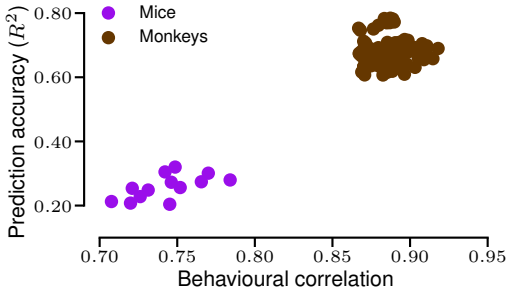 Mice
Monkeys
Prediction accuracy (R²)
0.80
0.60
0.40
0.20
0.70 0.75 0.80 0.85 0.90 0.95
Behavioural correlation